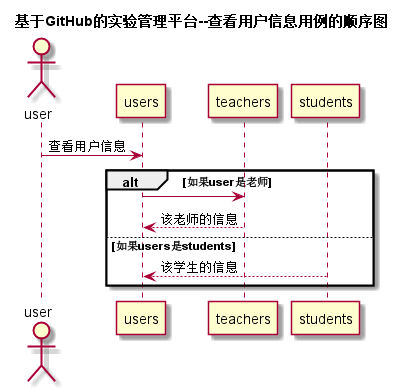 基于GitHub的实验管理平台--查看用户信息用例的顺序图
user
users
teachers
students
查看用户信息
alt
[如果user是老师]
该老师的信息
[如果users是students]
该学生的信息
user
users
teachers
students